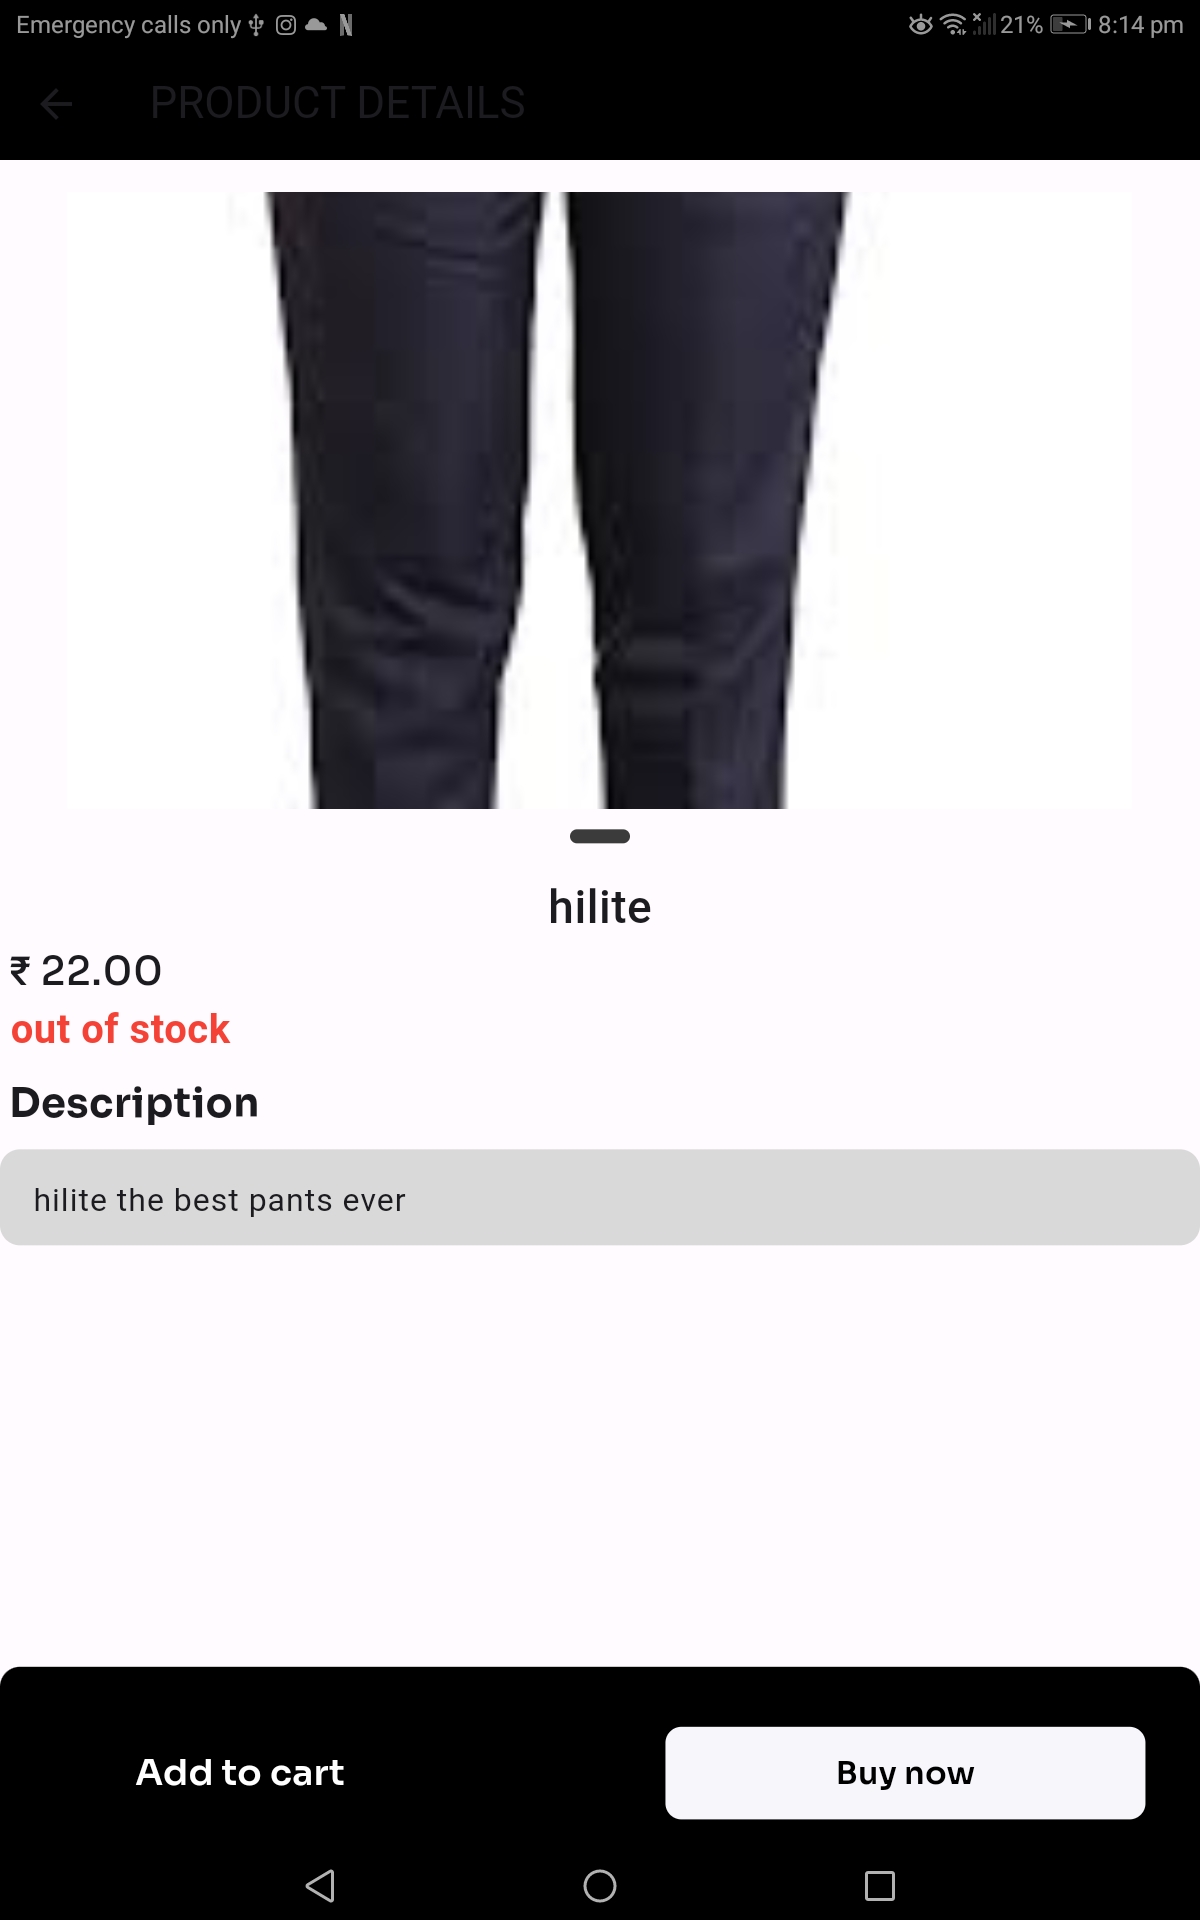 Emergency calls only
21% 8:14 pm
PRODUCT DETAILS
hilite
₹ 22.00
out of stock
Description
hilite the best pants ever
Add to cart
Buy now